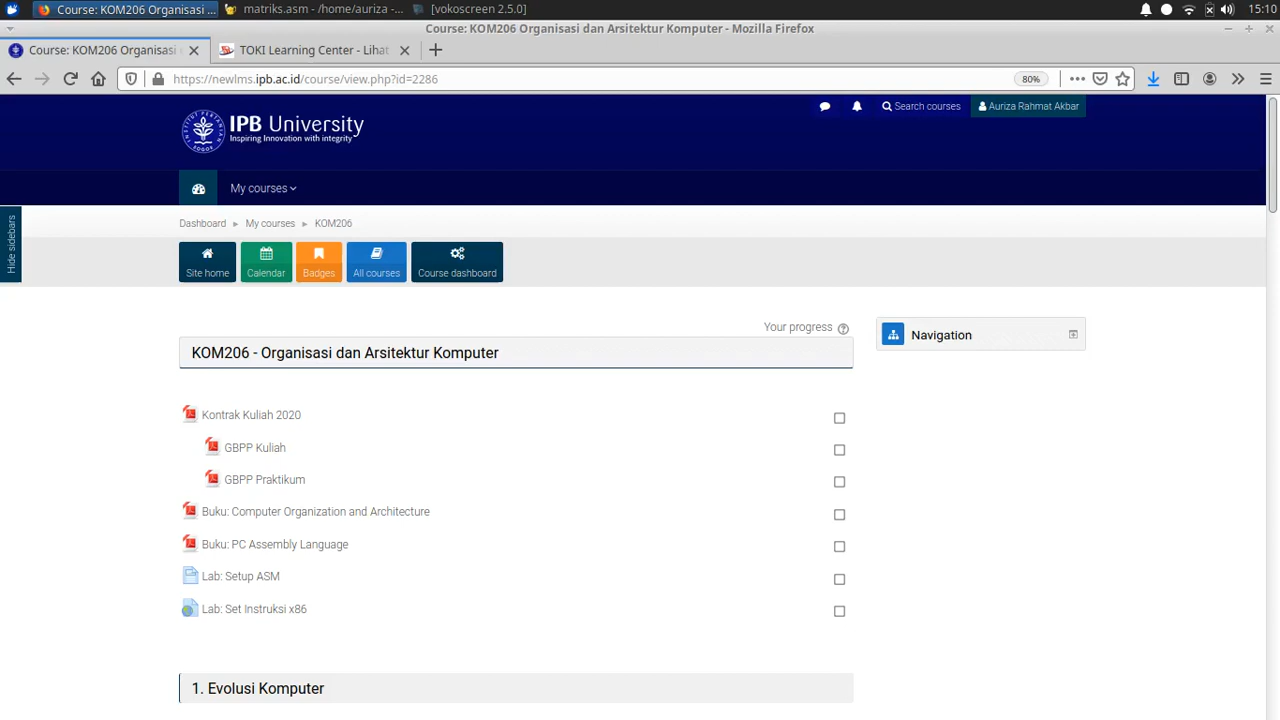 Course: KOM206 Organisasi ...
matriks.asm - /home/auriza -...
[vokoscreen 2.5.0]
15:10
Course: KOM206 Organisasi dan Arsitektur Komputer - Mozilla Firefox
Course: KOM206 Organisasi
TOKI Learning Center - Lihat
https://newlms.ipb.ac.id/course/view.php?id=2286
80%
Search courses
Auriza Rahmat Akbar
IPB University
Inspiring Innovation with integrity
My courses
Hide sidebars
Dashboard ▸ My courses ▸ KOM206
Site home
Calendar
Badges
All courses
Course dashboard
Your progress
Navigation
KOM206 - Organisasi dan Arsitektur Komputer
Kontrak Kuliah 2020
GBPP Kuliah
GBPP Praktikum
Buku: Computer Organization and Architecture
Buku: PC Assembly Language
Lab: Setup ASM
Lab: Set Instruksi x86
1. Evolusi Komputer